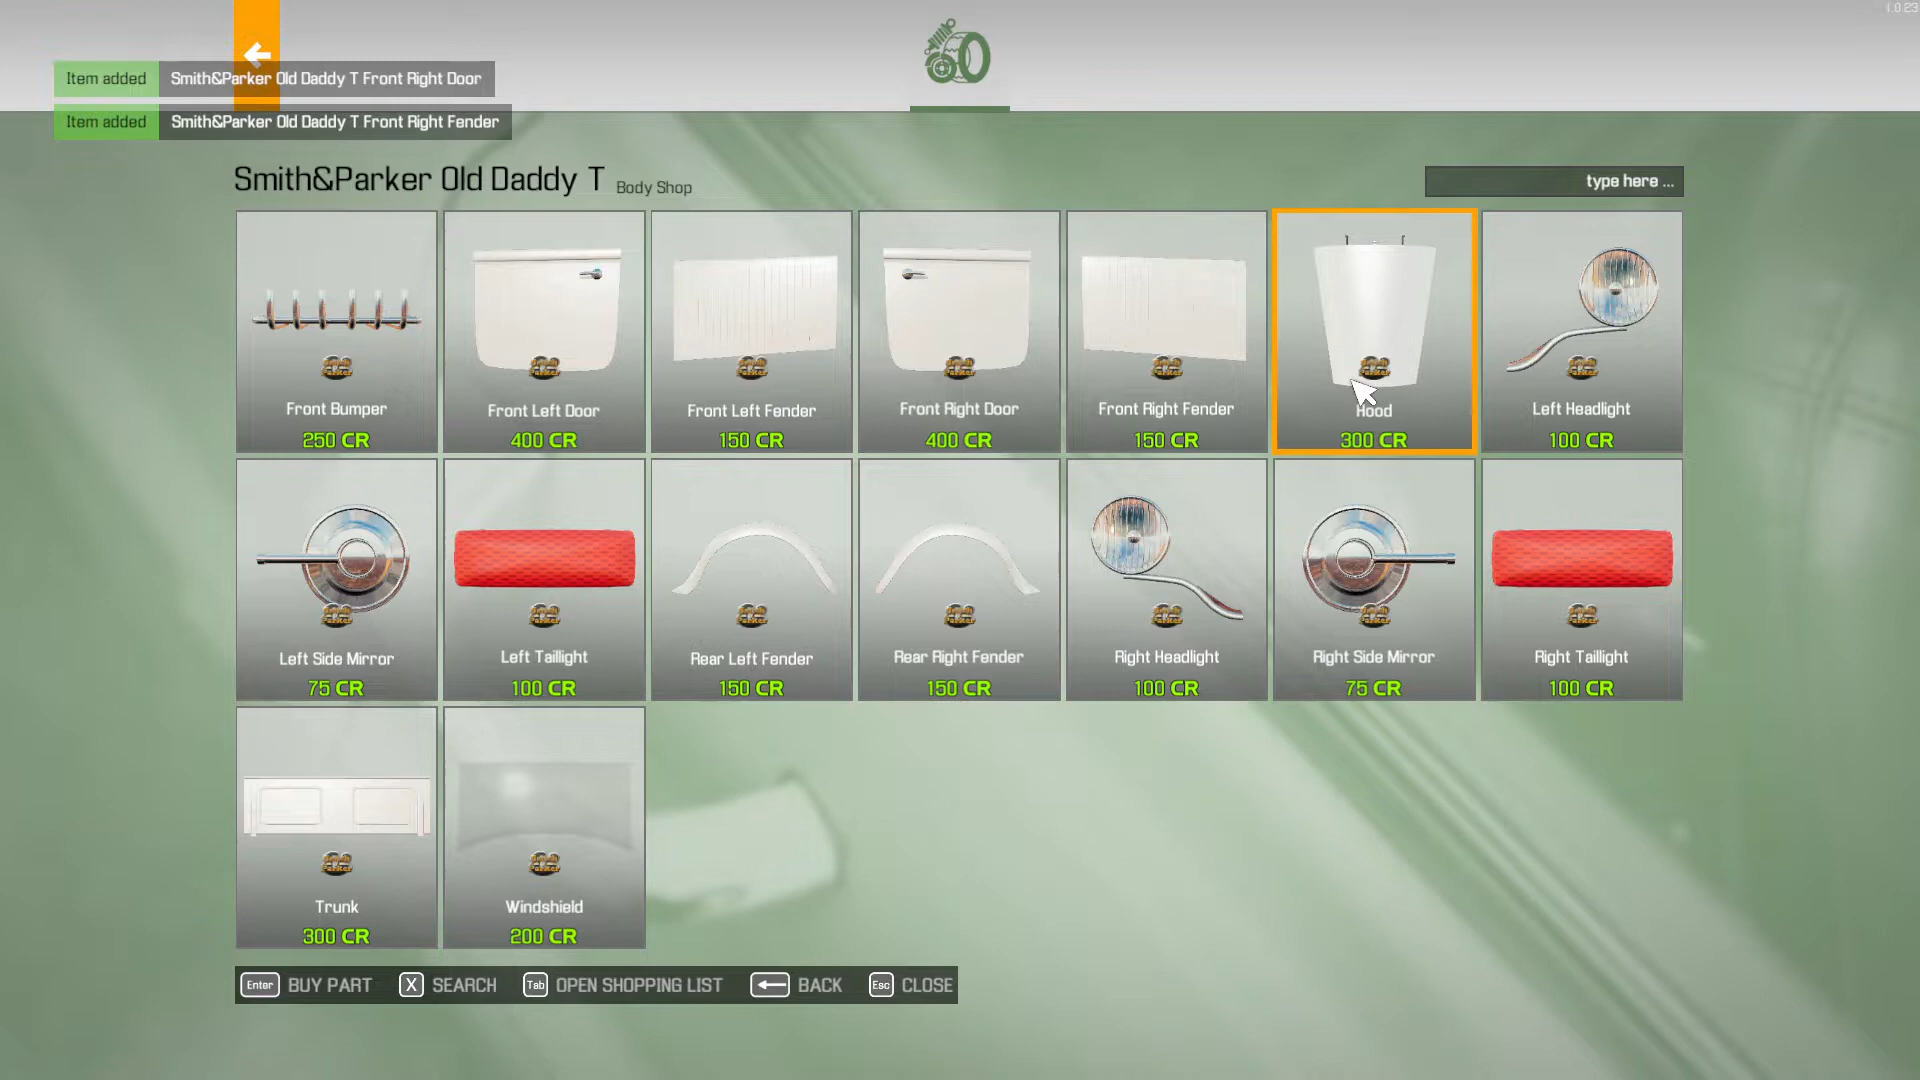 1.0.23
Item added Smith&Parker Old Daddy T Front Right Door
Item added Smith&Parker Old Daddy T Front Right Fender
Smith&Parker Old Daddy T Body Shop
type here ...
Front Bumper
250 CR
Front Left Door
400 CR
Front Left Fender
150 CR
Front Right Door
400 CR
Front Right Fender
150 CR
Hood
300 CR
Left Headlight
100 CR
Left Side Mirror
75 CR
Left Taillight
100 CR
Rear Left Fender
150 CR
Rear Right Fender
150 CR
Right Headlight
100 CR
Right Side Mirror
75 CR
Right Taillight
100 CR
Trunk
300 CR
Windshield
200 CR
Enter BUY PART X SEARCH Tab OPEN SHOPPING LIST BACK Esc CLOSE